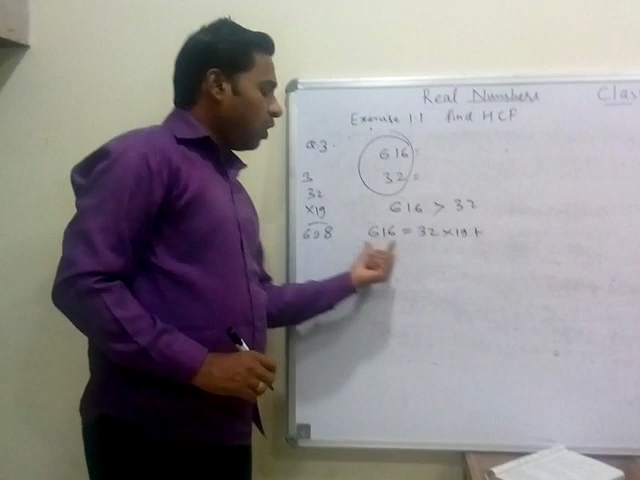 Real Numbers Clas
Exercise 1.1 find HCF
Q3. 616 =
32 =
616 > 32
3
32
×19
608
616 = 32 × 19 +